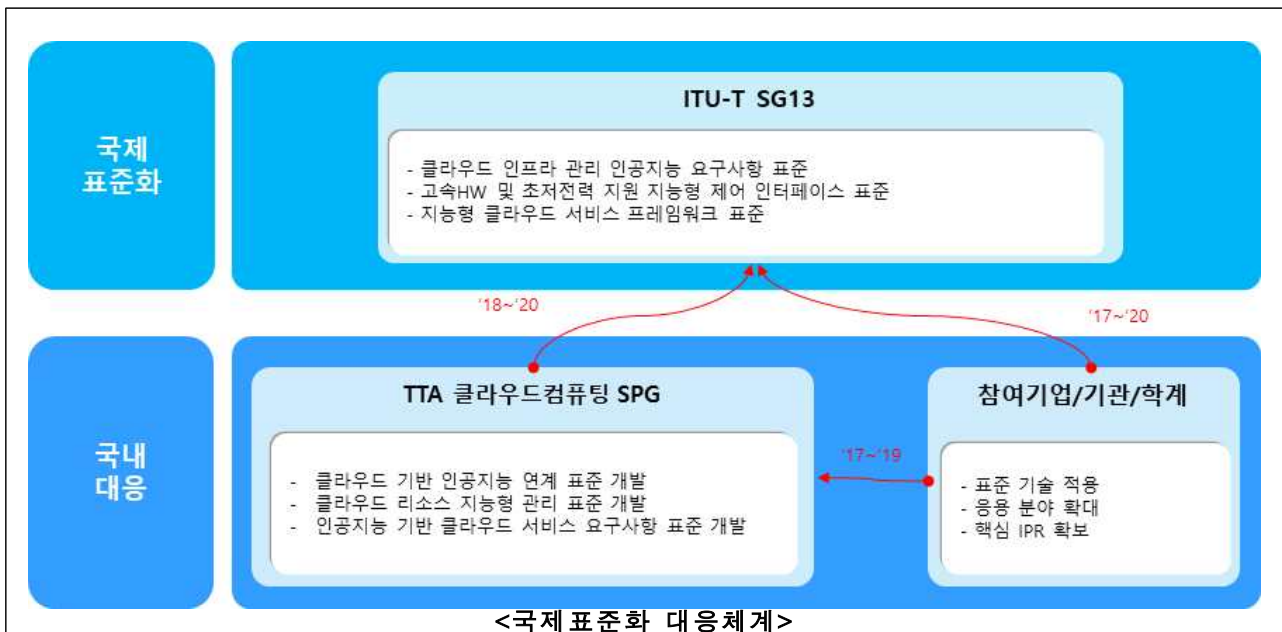 국제
표준화
ITU-T SG13
- 클라우드 인프라 관리 인공지능 요구사항 표준
- 고속HW 및 초저전력 지원 지능형 제어 인터페이스 표준
- 지능형 클라우드 서비스 프레임워크 표준
'18~'20
'17~'20
국내
대응
TTA 클라우드컴퓨팅 SPG
- 클라우드 기반 인공지능 연계 표준 개발
- 클라우드 리소스 지능형 관리 표준 개발
- 인공지능 기반 클라우드 서비스 요구사항 표준 개발
'17~'19
참여기업/기관/학계
- 표준 기술 적용
- 응용 분야 확대
- 핵심 IPR 확보
<국제표준화 대응체계>